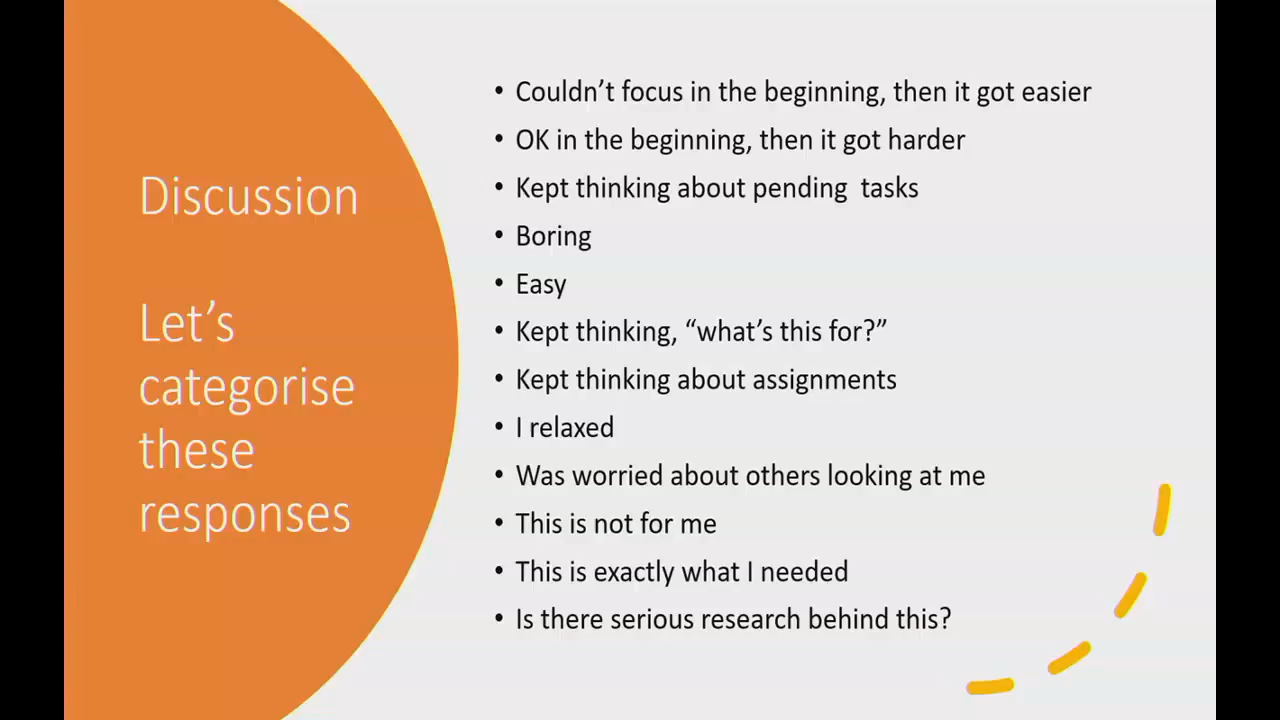 Discussion
Let’s
categorise
these
responses
• Couldn’t focus in the beginning, then it got easier
• OK in the beginning, then it got harder
• Kept thinking about pending  tasks
• Boring
• Easy
• Kept thinking, “what’s this for?”
• Kept thinking about assignments
• I relaxed
• Was worried about others looking at me
• This is not for me
• This is exactly what I needed
• Is there serious research behind this?